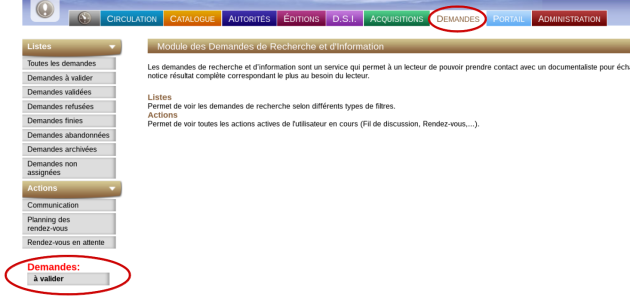 Circulation Catalogue Autorités Éditions D.S.I. Acquisitions Demandes Portail Administration
Listes
Toutes les demandes
Demandes à valider
Demandes validées
Demandes refusées
Demandes finies
Demandes abandonnées
Demandes archivées
Demandes non
assignées
Actions
Communication
Planning des
rendez-vous
Rendez-vous en attente
Demandes:
à valider
Module des Demandes de Recherche et d'Information
Les demandes de recherche et d'information sont un service qui permet à un lecteur de pouvoir prendre contact avec un documentaliste pour éch
notice résultat complète correspondant le plus au besoin du lecteur.
Listes
Permet de voir les demandes de recherche selon différents types de filtres.
Actions
Permet de voir toutes les actions actives de l'utilisateur en cours (Fil de discussion, Rendez-vous,...).